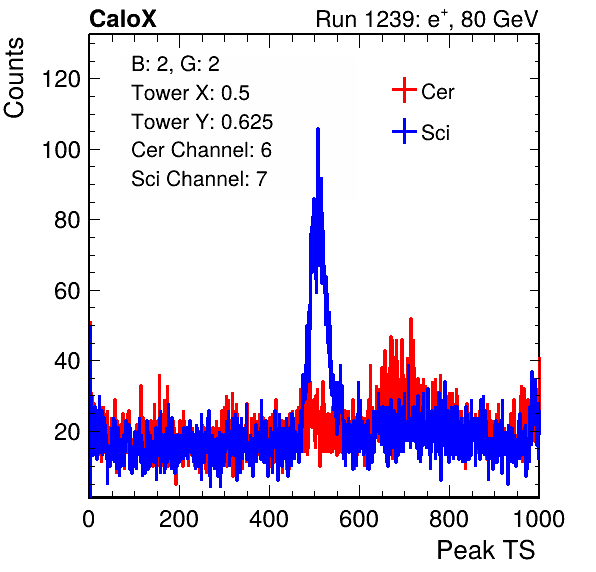 CaloX Run 1239: e+, 80 GeV
Counts
B: 2, G: 2
Tower X: 0.5
Tower Y: 0.625
Cer Channel: 6
Sci Channel: 7
Cer
Sci
120
100
80
60
40
20
0 200 400 600 800 1000
Peak TS